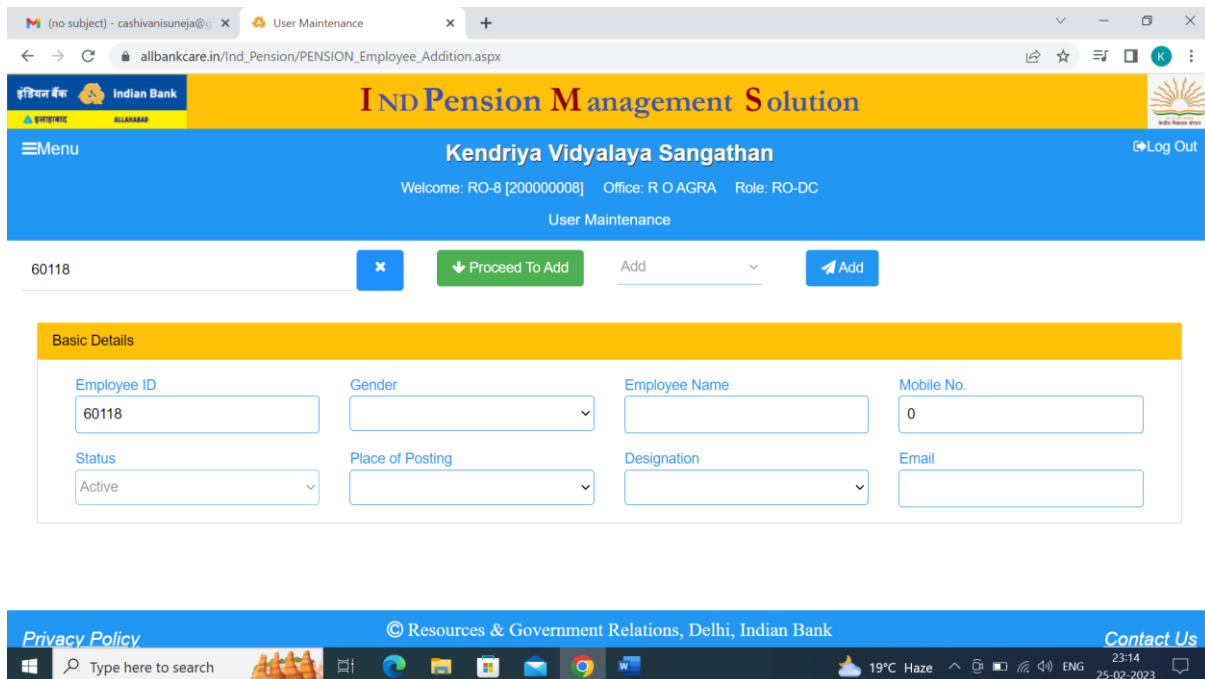 (no subject) - cashivanisuneja@g
User Maintenance
allbankcare.in/Ind_Pension/PENSION_Employee_Addition.aspx
K
इंडियन बैंक Indian Bank
इलाहाबाद ALLAHABAD
IND Pension Management Solution
Menu
Kendriya Vidyalaya Sangathan
Log Out
Welcome: RO-8 [200000008] Office: R O AGRA Role: RO-DC
User Maintenance
60118
Proceed To Add
Add
Add
Basic Details
Employee ID Gender Employee Name Mobile No.
60118 0
Status Place of Posting Designation Email
Active
© Resources & Government Relations, Delhi, Indian Bank
Privacy Policy
Contact Us
Type here to search
19°C Haze
ENG
23:14
25-02-2023